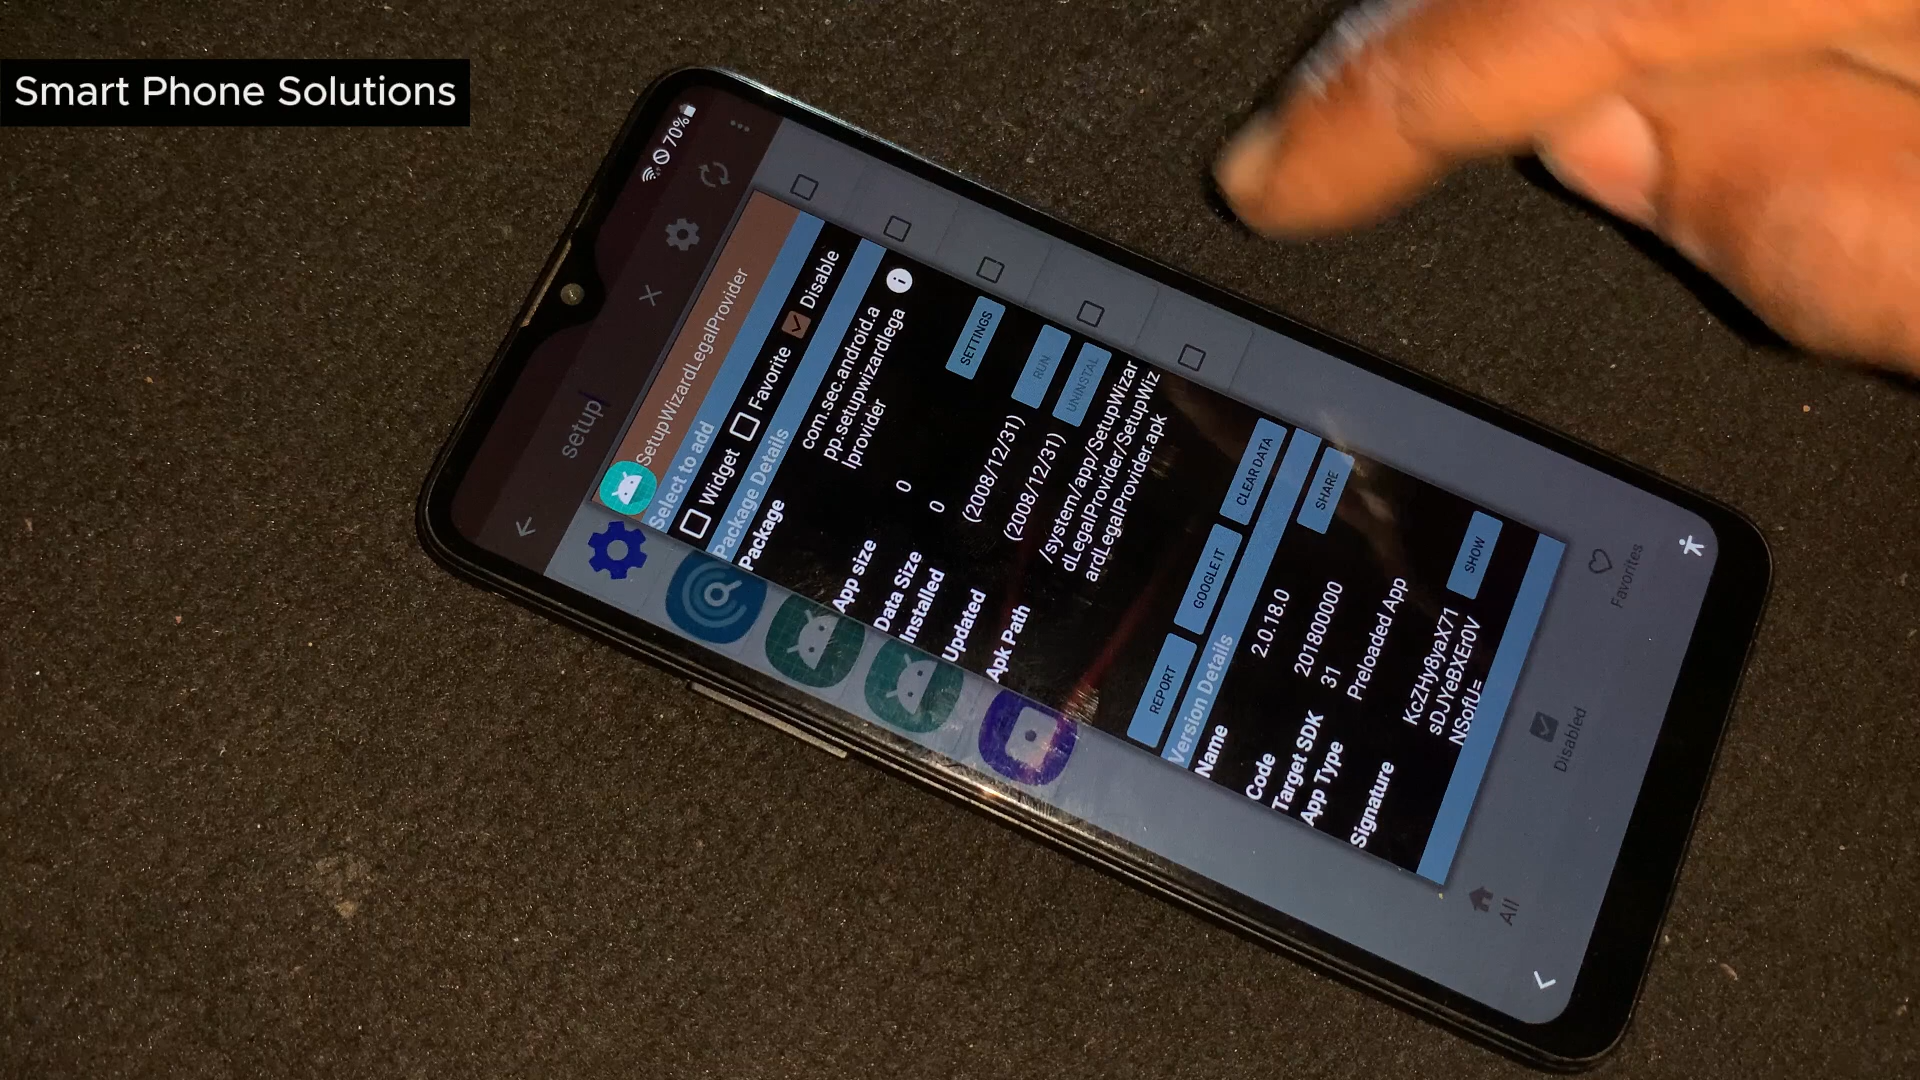 Smart Phone Solutions
70%
setup
SetupWizardLegalProvider
Select to add
Widget Favorite Disable
Package Details
Package com.sec.android.a
pp.setupwizardlega
lprovider
App size 0
Data Size 0
Installed (2008/12/31)
Updated (2008/12/31)
Apk Path /system/app/SetupWizar
dLegalProvider/SetupWiz
ardLegalProvider.apk
SETTINGS
RUN
UNINSTAL
REPORT GOOGLE IT CLEAR DATA
Version Details
Name 2.0.18.0
SHARE
Code 201800000
Target SDK 31
App Type Preloaded App
Signature KcZHy8yaX71
sDJYeBXEr0V
NSofU=
SHOW
All Disabled Favorites